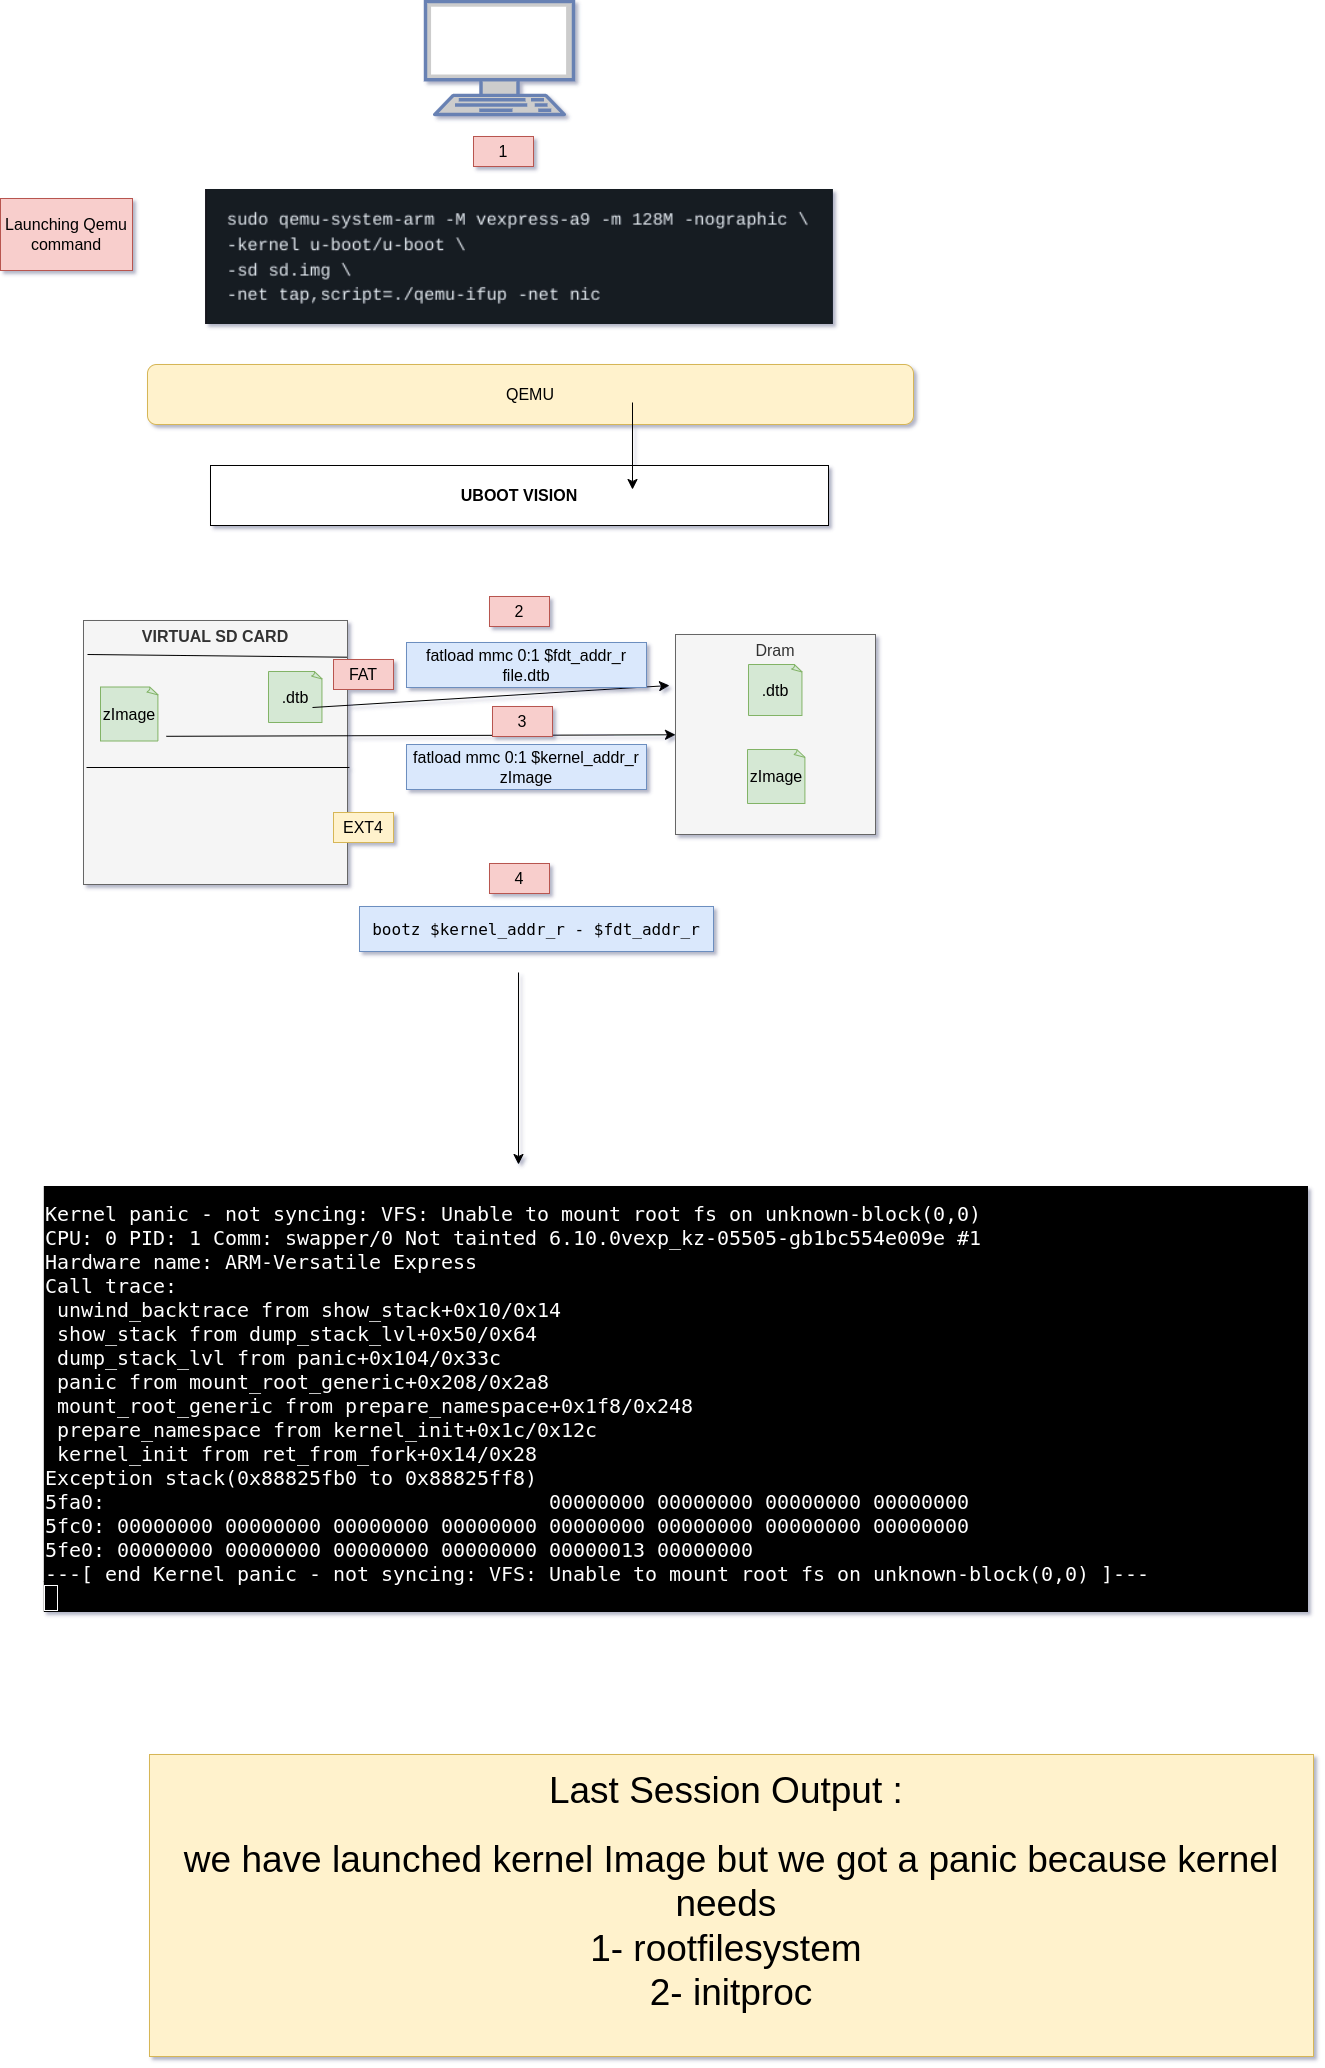 1
Launching Qemu
command
sudo qemu-system-arm -M vexpress-a9 -m 128M -nographic \
-kernel u-boot/u-boot \
-sd sd.img \
-net tap,script=./qemu-ifup -net nic
QEMU
UBOOT VISION
2
VIRTUAL SD CARD
fatload mmc 0:1 $fdt_addr_r
file.dtb
Dram
FAT
.dtb
.dtb
zImage
3
fatload mmc 0:1 $kernel_addr_r
zImage
zImage
EXT4
4
bootz $kernel_addr_r - $fdt_addr_r
Kernel panic - not syncing: VFS: Unable to mount root fs on unknown-block(0,0)
CPU: 0 PID: 1 Comm: swapper/0 Not tainted 6.10.0vexp_kz-05505-gb1bc554e009e #1
Hardware name: ARM-Versatile Express
Call trace:
 unwind_backtrace from show_stack+0x10/0x14
 show_stack from dump_stack_lvl+0x50/0x64
 dump_stack_lvl from panic+0x104/0x33c
 panic from mount_root_generic+0x208/0x2a8
 mount_root_generic from prepare_namespace+0x1f8/0x248
 prepare_namespace from kernel_init+0x1c/0x12c
 kernel_init from ret_from_fork+0x14/0x28
Exception stack(0x88825fb0 to 0x88825ff8)
5fa0:                                     00000000 00000000 00000000 00000000
5fc0: 00000000 00000000 00000000 00000000 00000000 00000000 00000000 00000000
5fe0: 00000000 00000000 00000000 00000000 00000013 00000000
---[ end Kernel panic - not syncing: VFS: Unable to mount root fs on unknown-block(0,0) ]---
Last Session Output :
we have launched kernel Image but we got a panic because kernel
needs
1- rootfilesystem
2- initproc